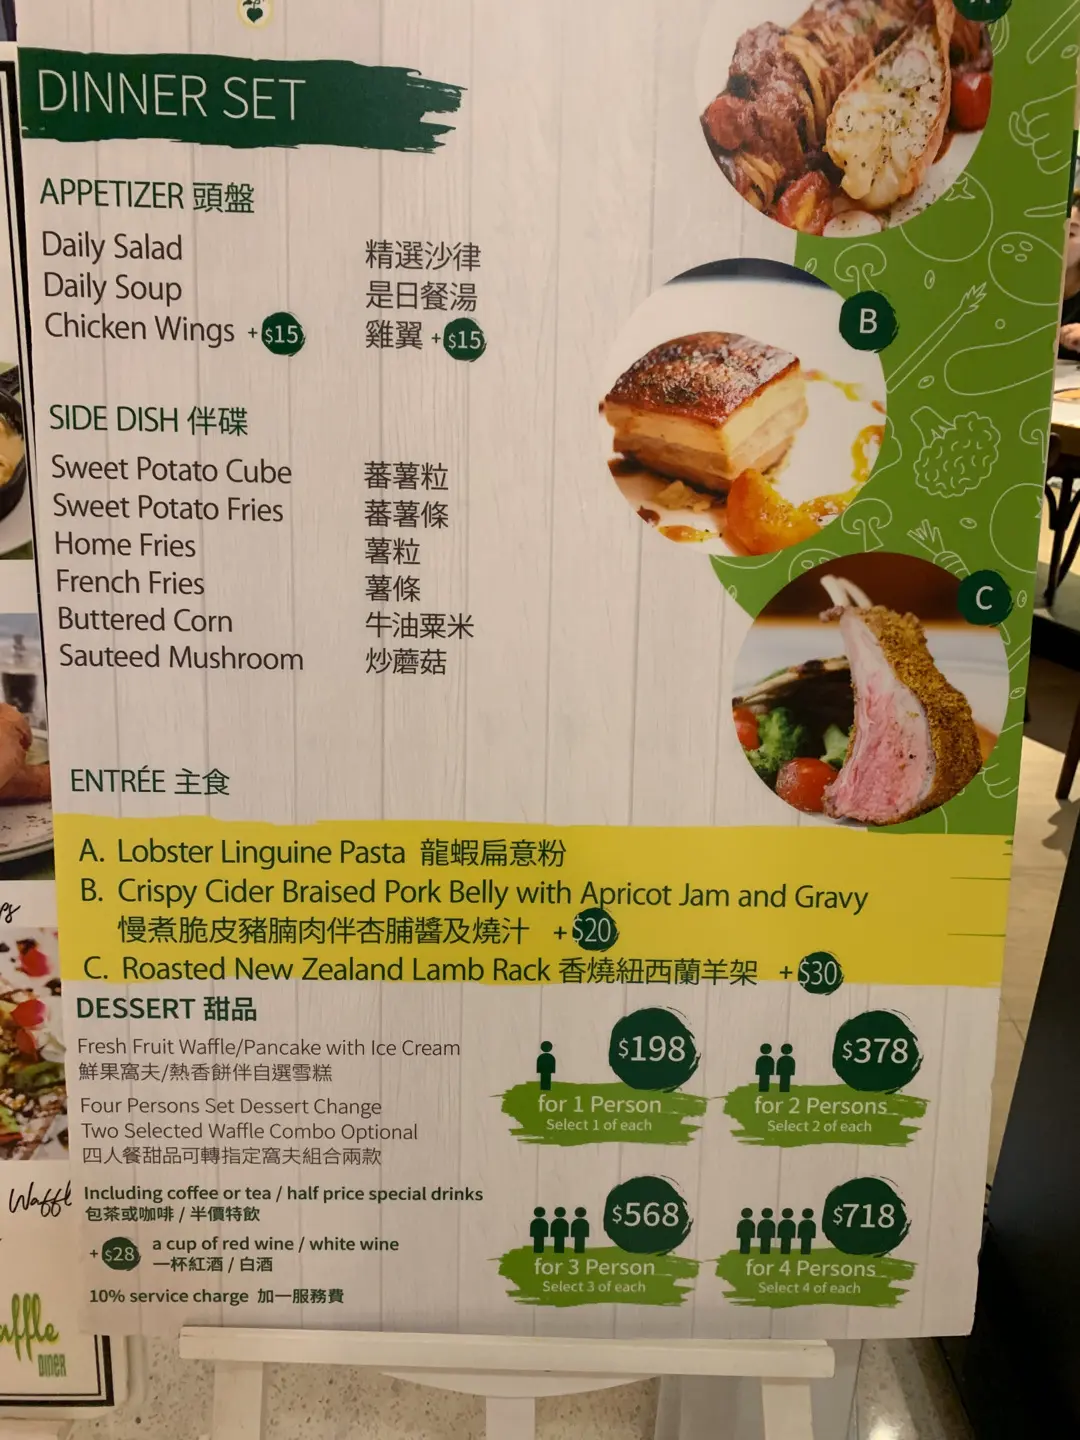 A
DINNER SET
APPETIZER 頭盤
Daily Salad 精選沙律
Daily Soup 是日餐湯
Chicken Wings +$15 雞翼 +$15
B
SIDE DISH 伴碟
Sweet Potato Cube 蕃薯粒
Sweet Potato Fries 蕃薯條
Home Fries 薯粒
French Fries 薯條
Buttered Corn 牛油粟米
Sauteed Mushroom 炒蘑菇
C
ENTRÉE 主食
A. Lobster Linguine Pasta 龍蝦扁意粉
B. Crispy Cider Braised Pork Belly with Apricot Jam and Gravy
慢煮脆皮豬腩肉伴杏脯醬及燒汁 +$20
C. Roasted New Zealand Lamb Rack 香燒紐西蘭羊架 +$30
DESSERT 甜品
Fresh Fruit Waffle/Pancake with Ice Cream
鮮果窩夫/熱香餅伴自選雪糕
Four Persons Set Dessert Change
Two Selected Waffle Combo Optional
四人餐甜品可轉指定窩夫組合兩款
Including coffee or tea / half price special drinks
包茶或咖啡 / 半價特飲
+$28 a cup of red wine / white wine
一杯紅酒 / 白酒
10% service charge 加一服務費
$198
for 1 Person
Select 1 of each
$378
for 2 Persons
Select 2 of each
$568
for 3 Person
Select 3 of each
$718
for 4 Persons
Select 4 of each
Waffl
affle
DINER